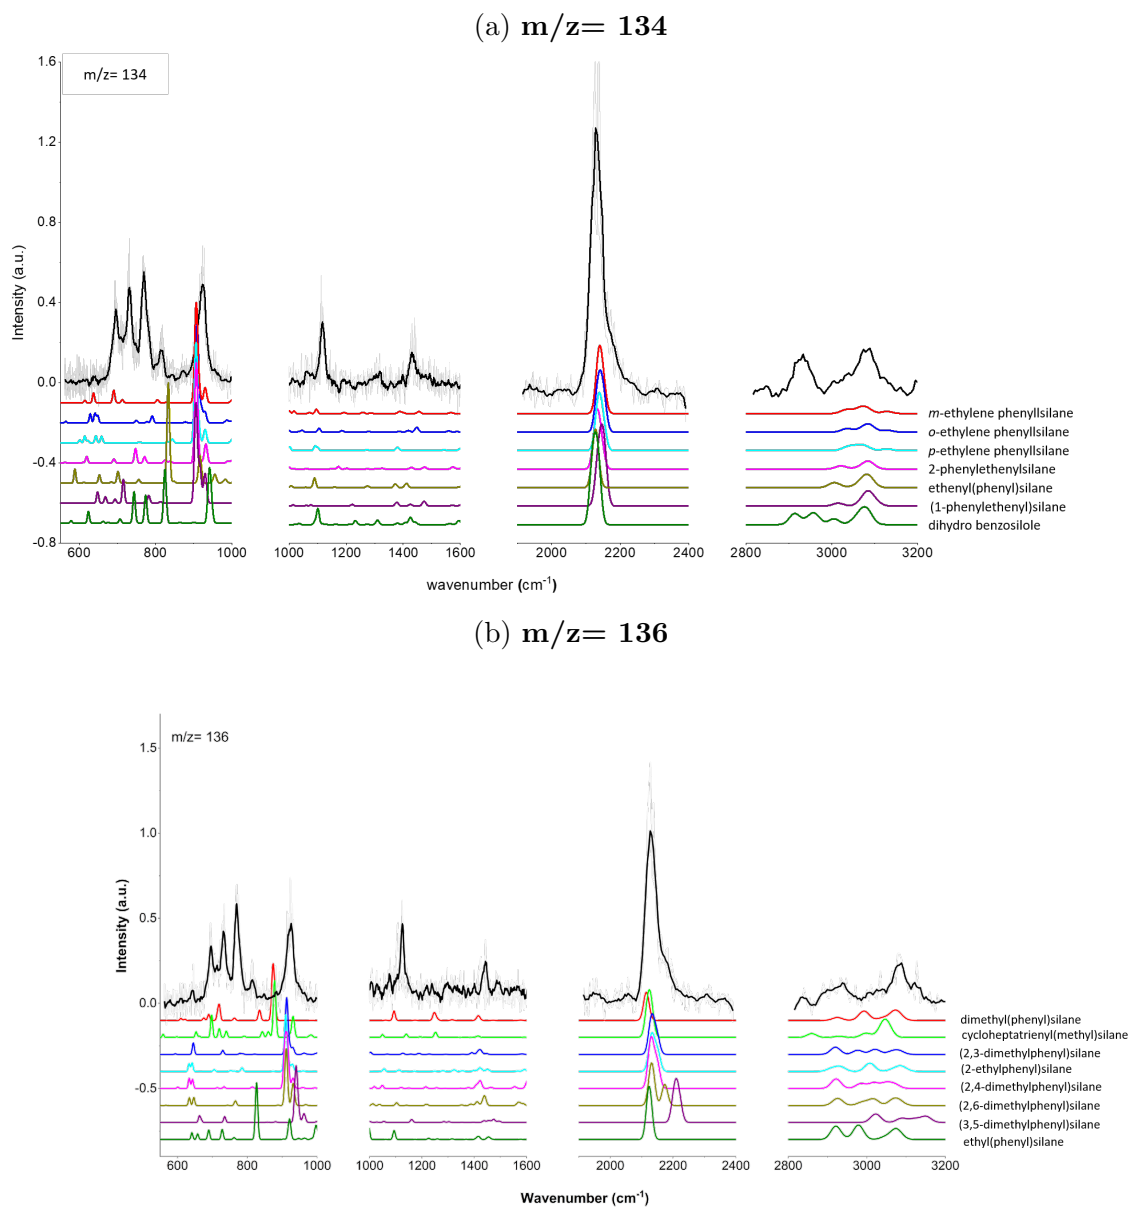 (a) m/z= 134
m/z= 134
1.6
1.2
0.8
0.4
0.0
-0.4
-0.8
Intensity (a.u.)
m-ethylene phenyllsilane
o-ethylene phenyllsilane
p-ethylene phenyllsilane
2-phenylethenylsilane
ethenyl(phenyl)silane
(1-phenylethenyl)silane
dihydro benzosilole
600 800 1000 1000 1200 1400 1600 2000 2200 2400 2800 3000 3200
wavenumber (cm-1)
(b) m/z= 136
m/z= 136
1.5
1.0
0.5
0.0
-0.5
Intensity (a.u.)
dimethyl(phenyl)silane
cycloheptatrienyl(methyl)silane
(2,3-dimethylphenyl)silane
(2-ethylphenyl)silane
(2,4-dimethylphenyl)silane
(2,6-dimethylphenyl)silane
(3,5-dimethylphenyl)silane
ethyl(phenyl)silane
600 800 1000 1000 1200 1400 1600 2000 2200 2400 2800 3000 3200
Wavenumber (cm-1)